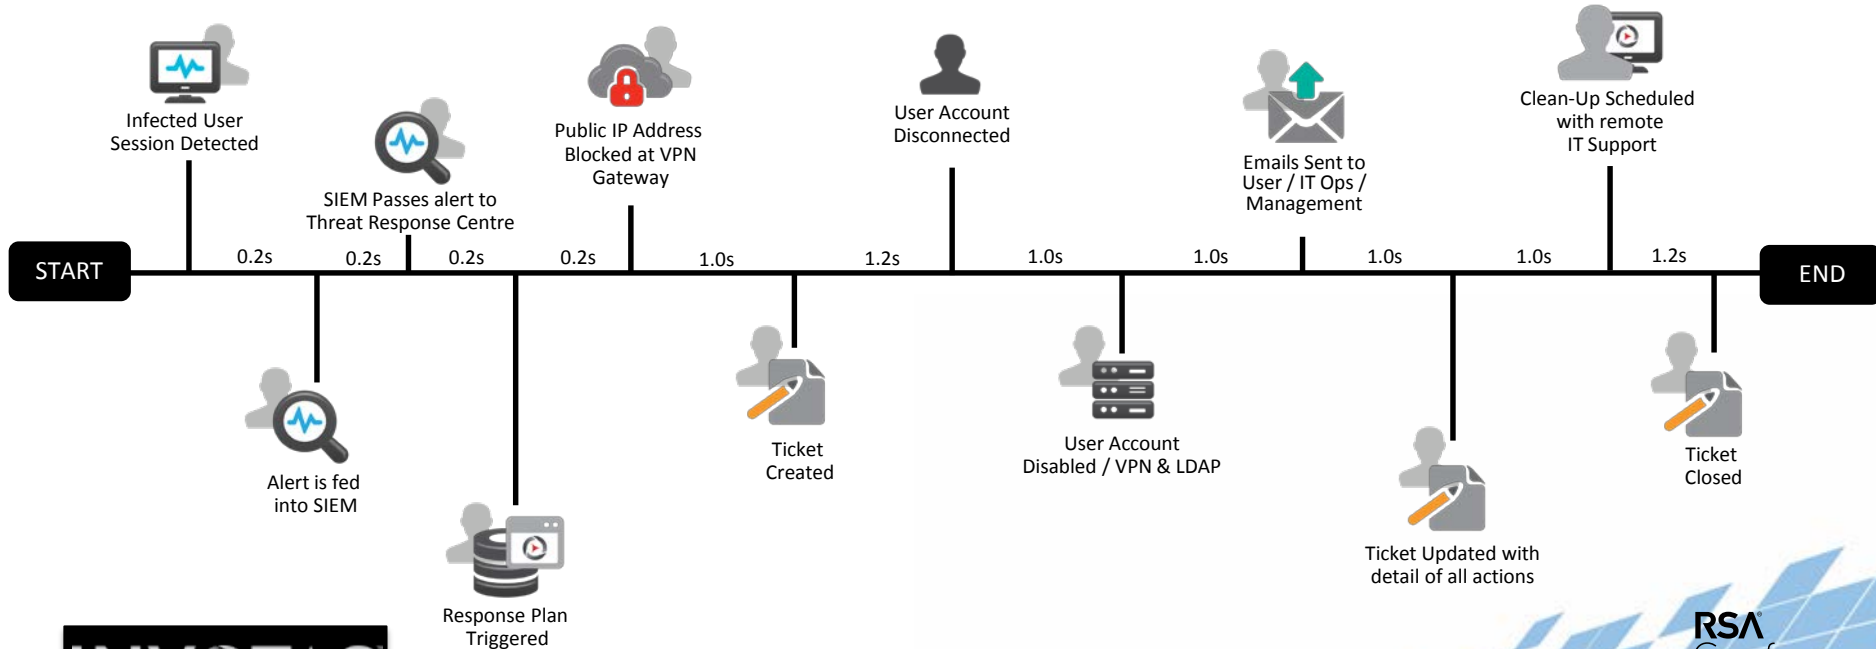 START
Infected User
Session Detected
0.2s
Alert is fed
into SIEM
0.2s
SIEM Passes alert to
Threat Response Centre
0.2s
Response Plan
Triggered
0.2s
Public IP Address
Blocked at VPN
Gateway
1.0s
Ticket
Created
1.2s
User Account
Disconnected
1.0s
User Account
Disabled / VPN & LDAP
1.0s
Emails Sent to
User / IT Ops /
Management
1.0s
Ticket Updated with
detail of all actions
1.0s
Clean-Up Scheduled
with remote
IT Support
1.2s
Ticket
Closed
END
RSA